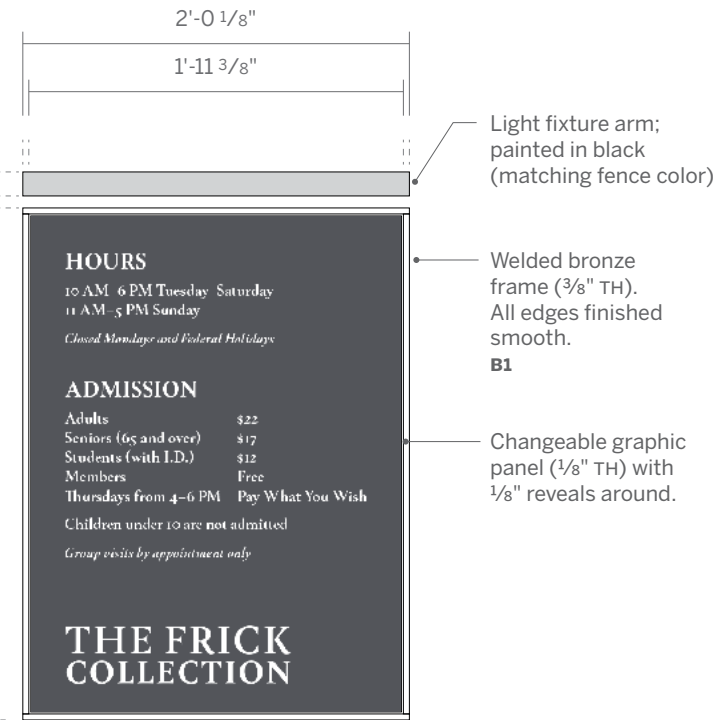 2'-0 1/8"
1'-11 3/8"
Light fixture arm;
painted in black
(matching fence color)
HOURS
10 AM 6 PM Tuesday Saturday
11 AM–5 PM Sunday
Closed Mondays and Federal Holidays
ADMISSION
Adults $22
Seniors (65 and over) $17
Students (with I.D.) $12
Members Free
Thursdays from 4–6 PM Pay What You Wish
Children under 10 are not admitted
Group visits by appointment only
THE FRICK
COLLECTION
Welded bronze
frame (3/8" TH).
All edges finished
smooth.
B1
Changeable graphic
panel (1/8" TH) with
1/8" reveals around.